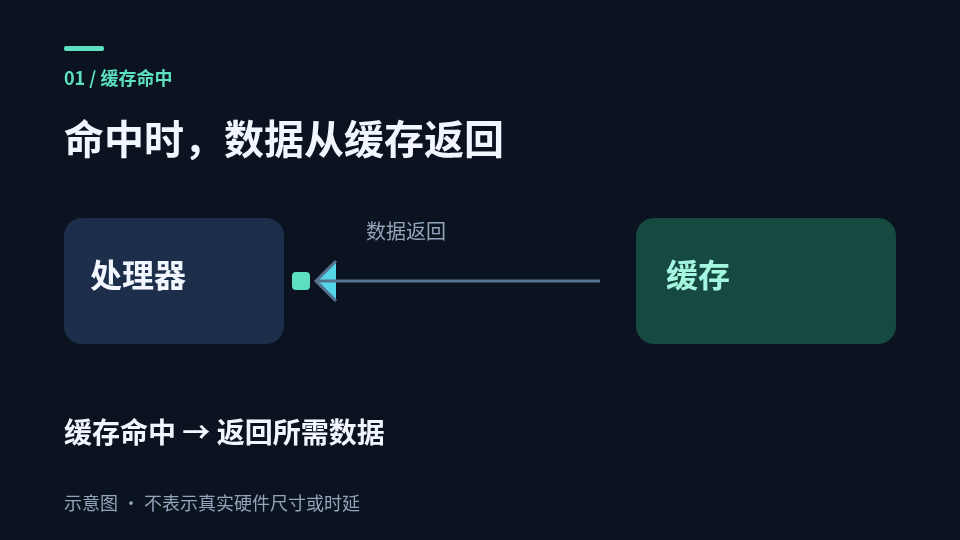 01 / 缓存命中
命中时，数据从缓存返回
数据返回
处理器
缓存
缓存命中 → 返回所需数据
示意图 · 不表示真实硬件尺寸或时延